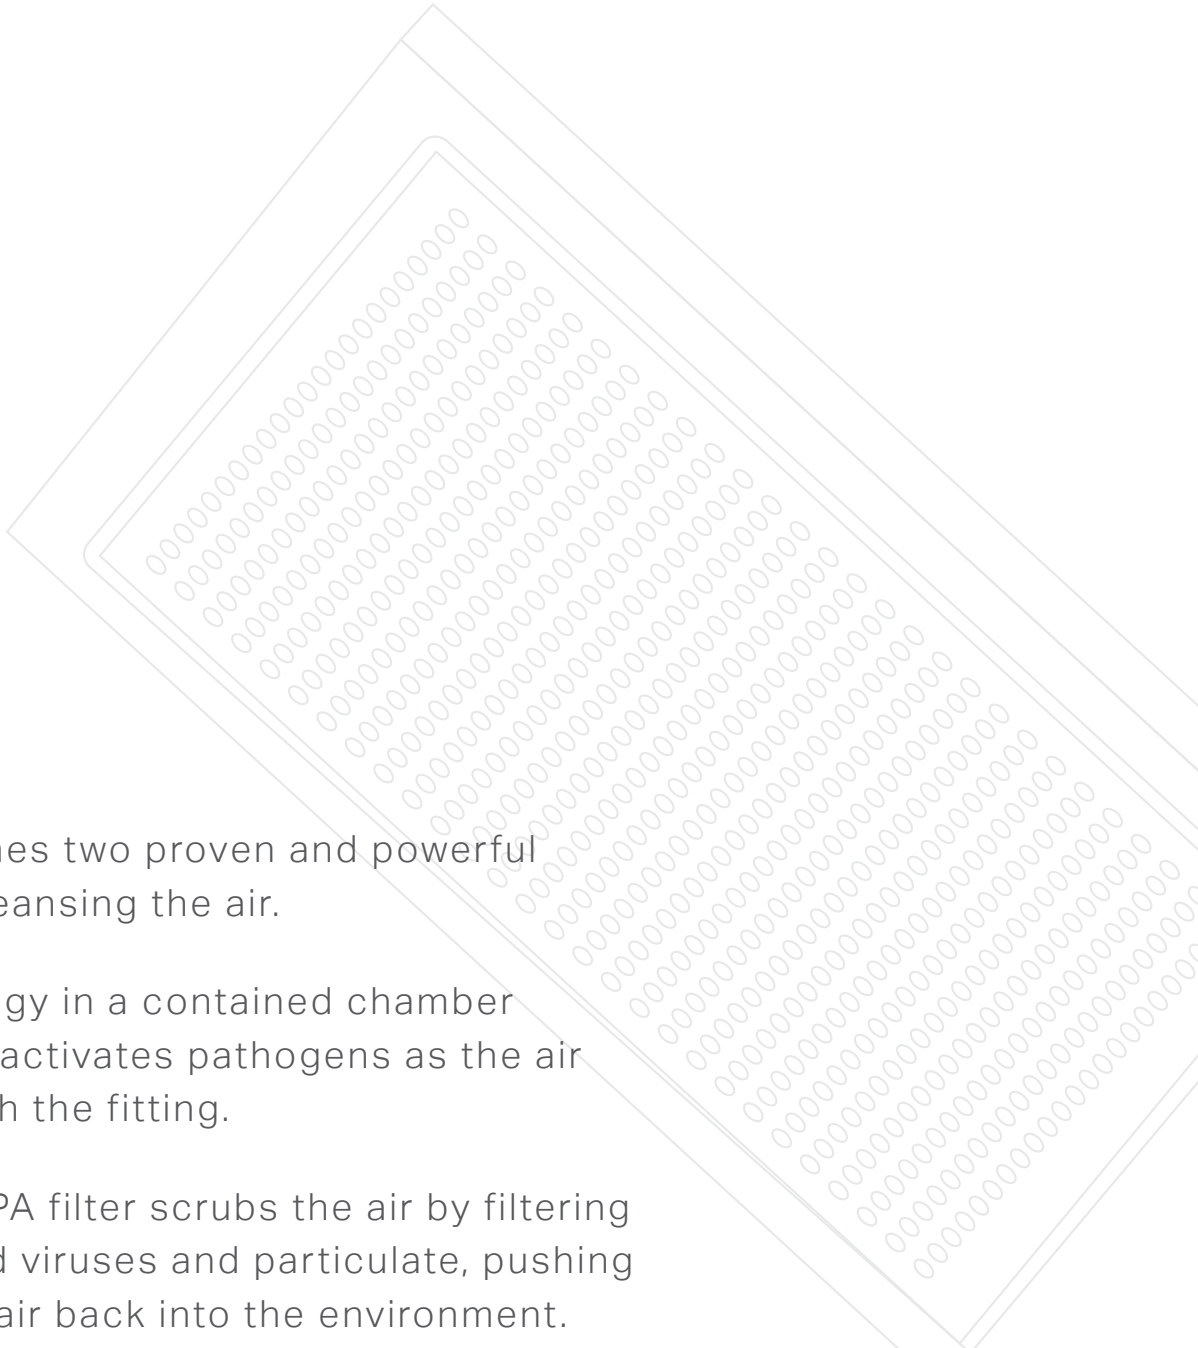 nes two proven and powerful
eansing the air.
gy in a contained chamber
activates pathogens as the air
h the fitting.
PA filter scrubs the air by filtering
d viruses and particulate, pushing
air back into the environment.